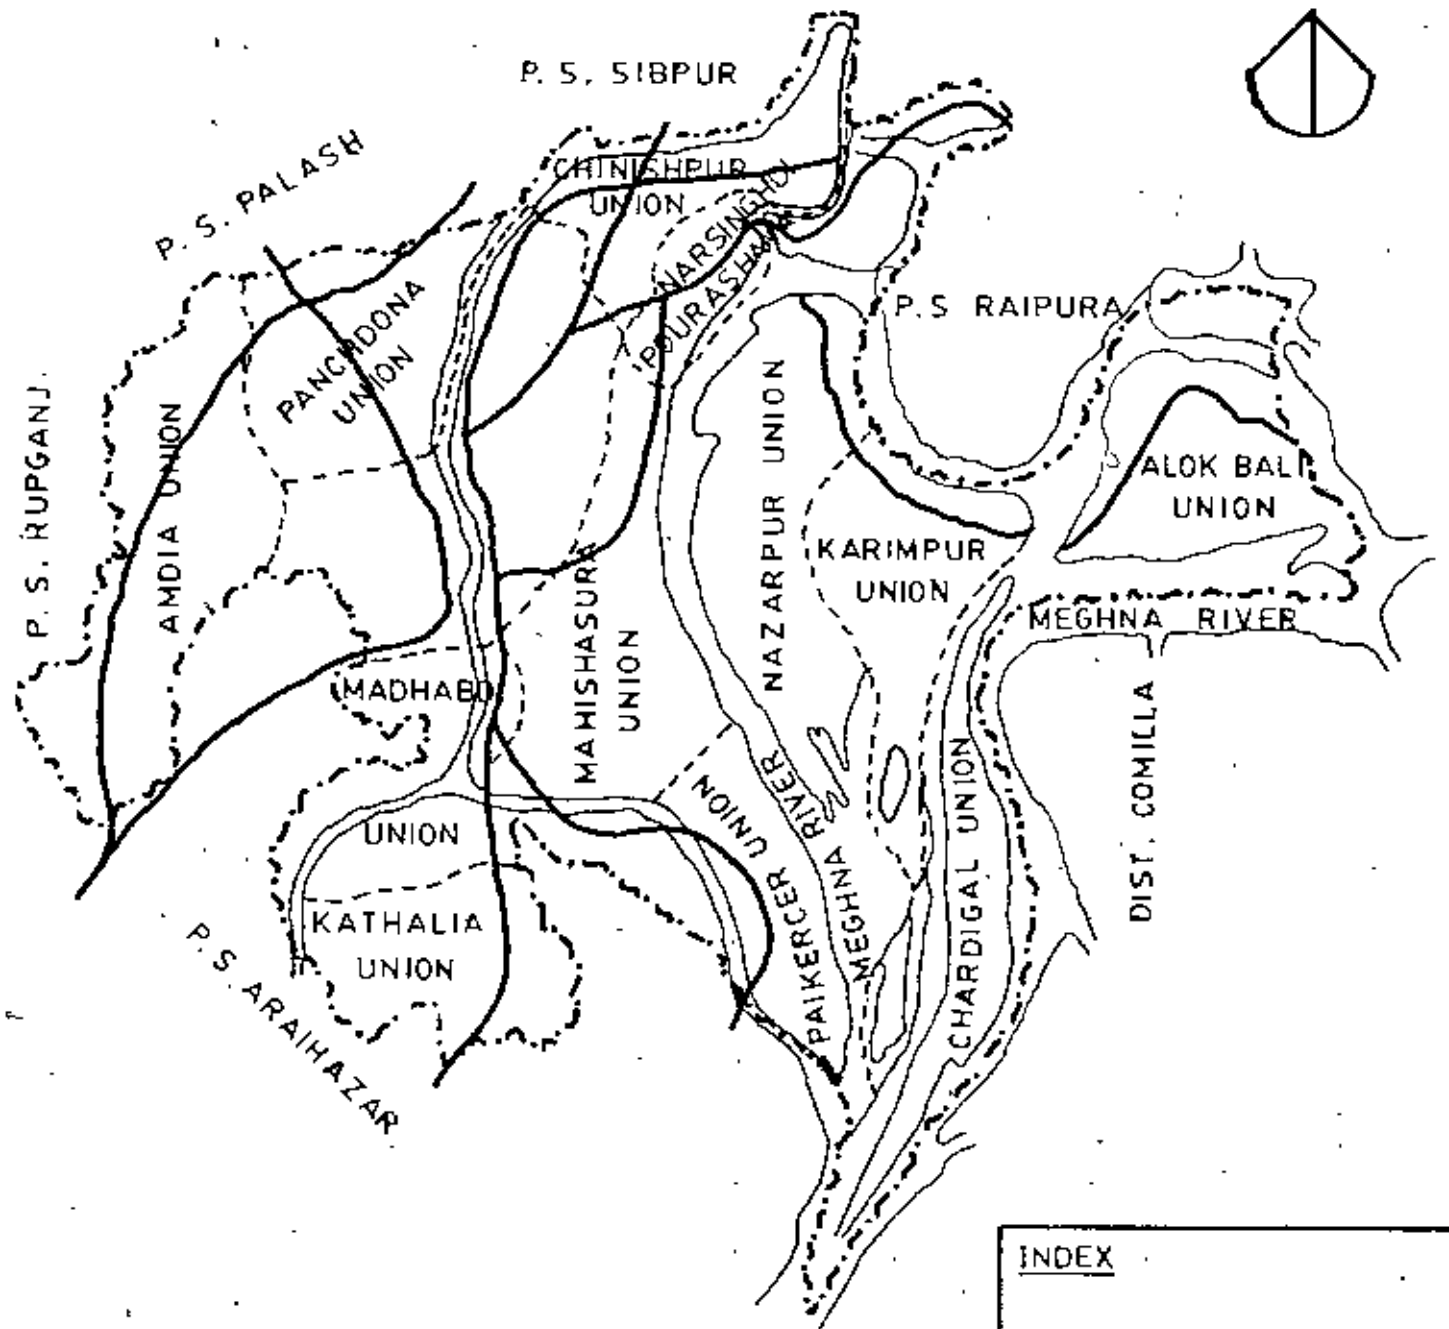 P. S. SIBPUR
P. S. PALASH
CHINISHPUR
UNION
NARSINGHDI
POURASHAVA
P.S RAIPURA
PANCHDONA
UNION
P. S. RUPGANJ.
AMDIA UNION
NAZARPUR UNION
ALOK BALI
UNION
KARIMPUR
UNION
MEGHNA RIVER
MAHISHASURA
UNION
MADHABDI
UNION
PAIKERCER UNION
MEGHNA RIVER
CHARDIGAL UNION
DIST. COMILLA
KATHALIA
UNION
P. S. ARAIHAZAR
INDEX